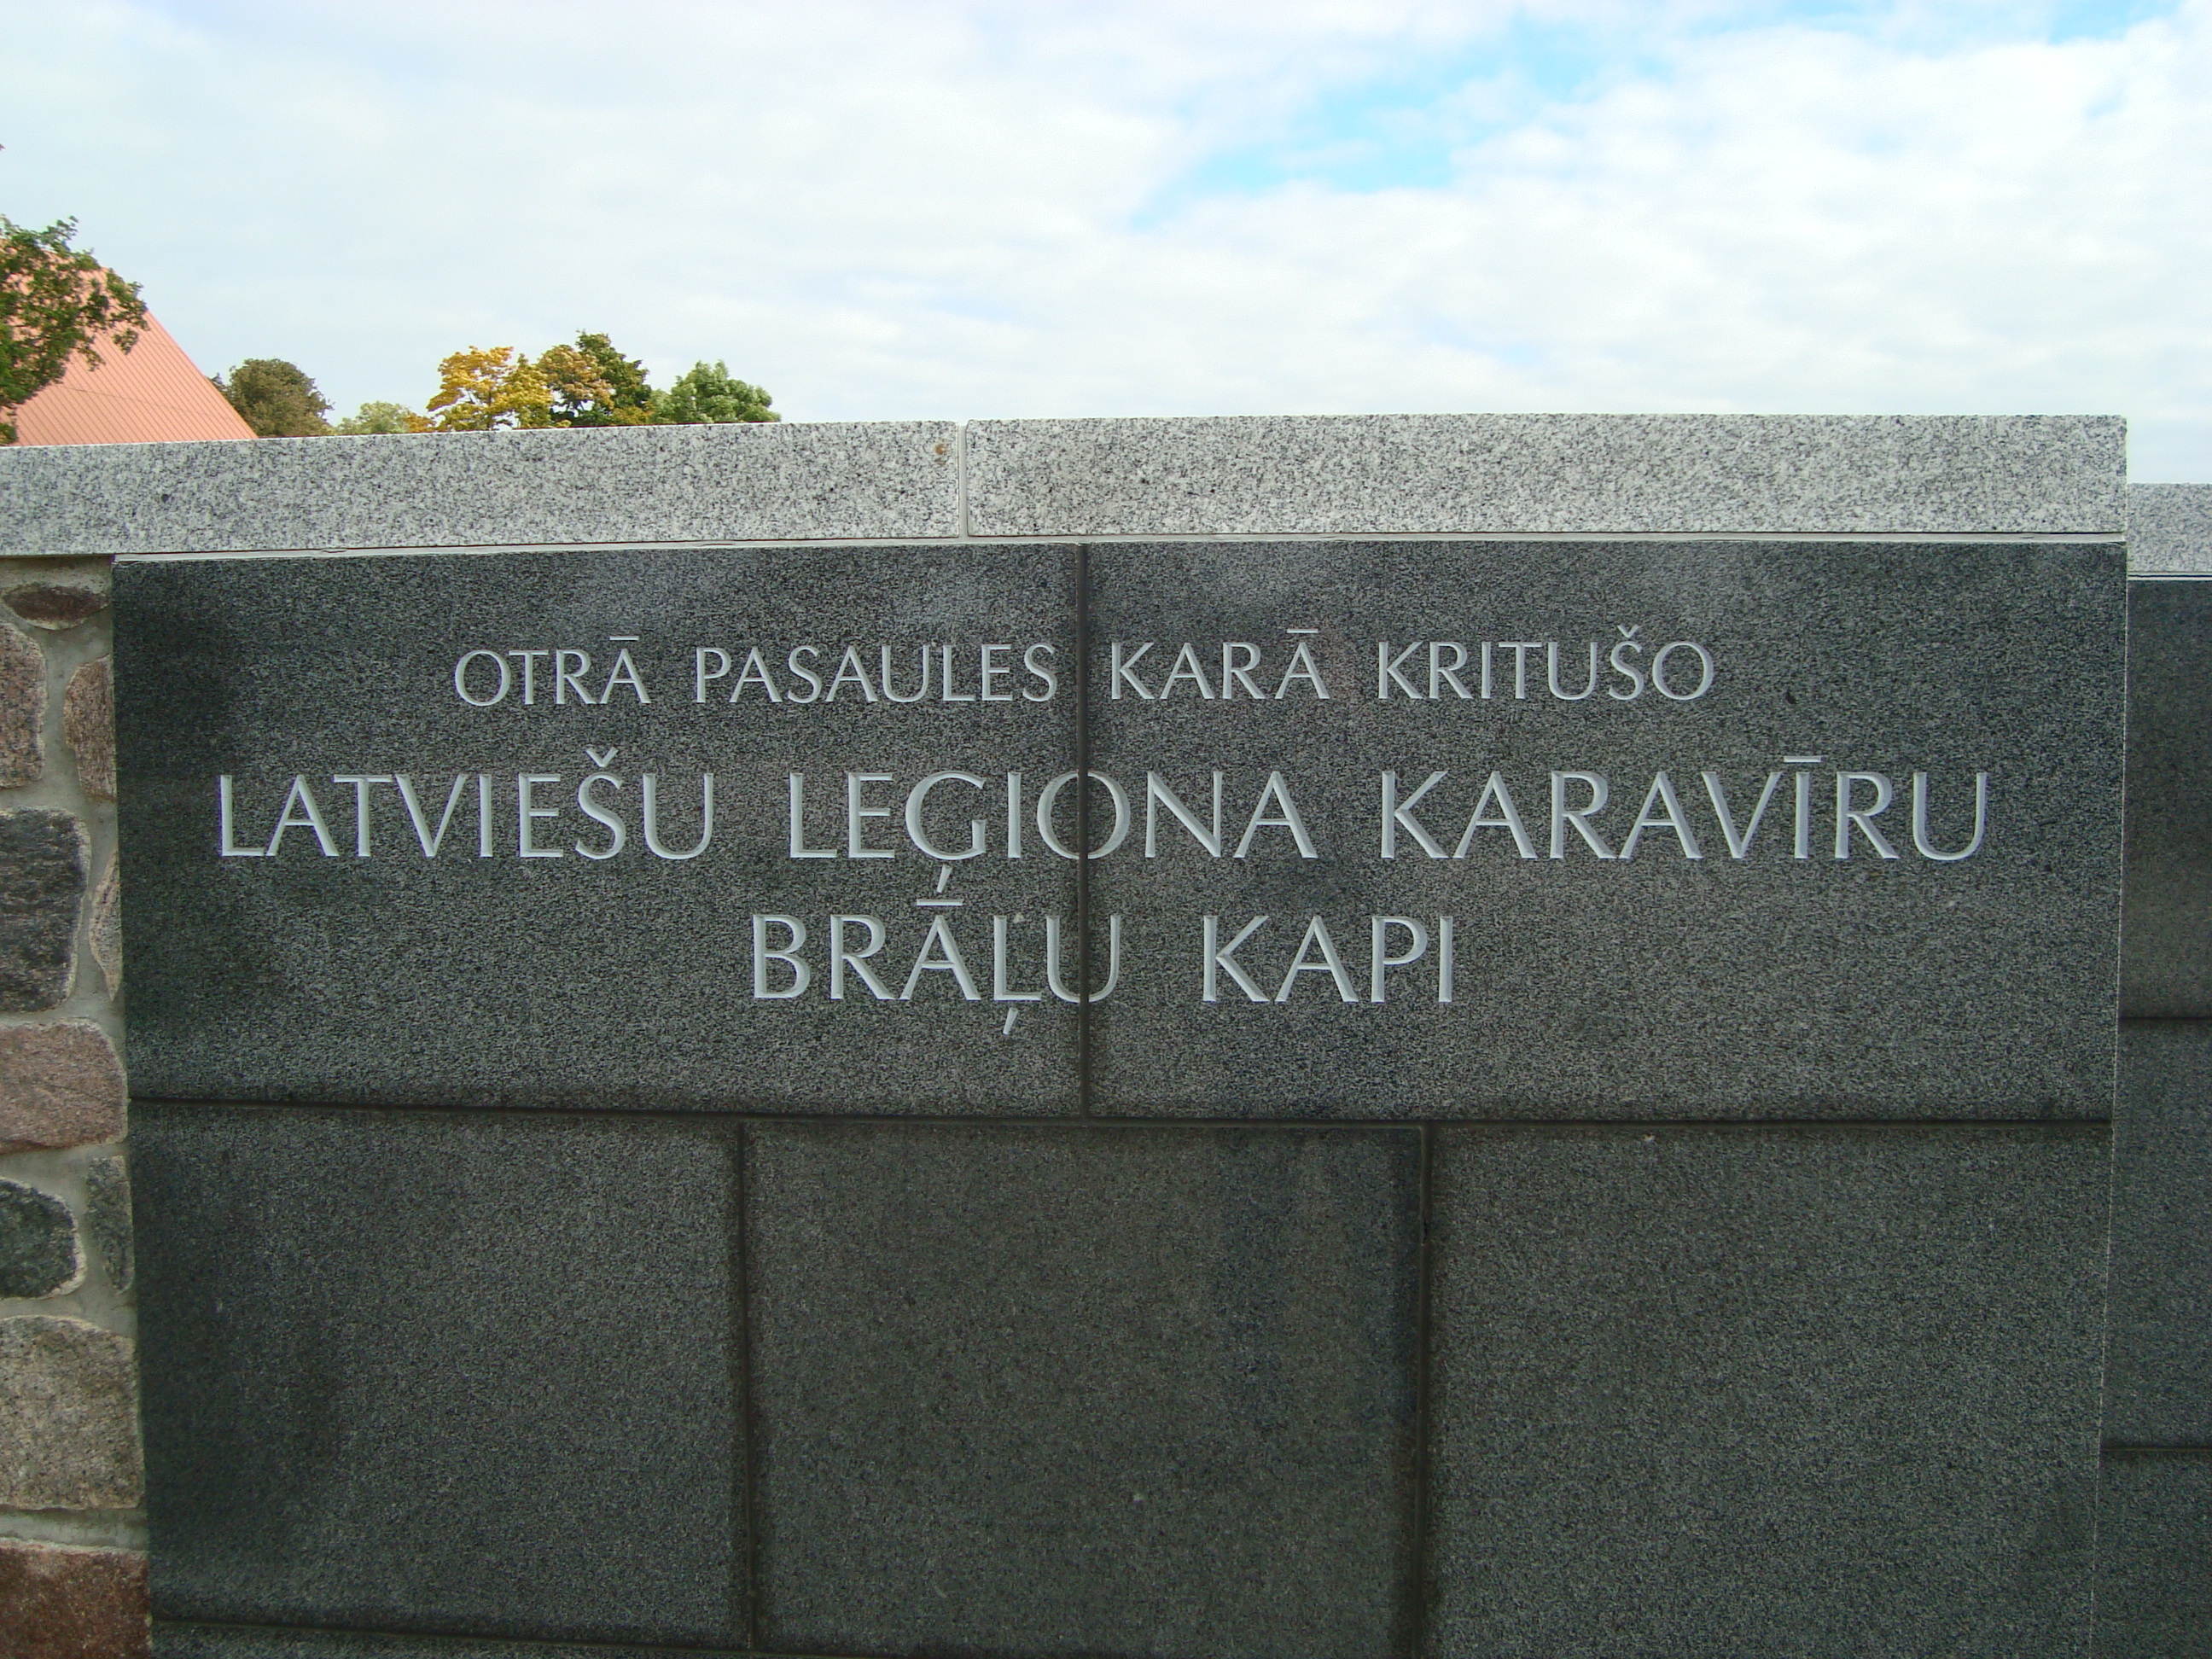 OTRĀ PASAULES KARĀ KRITUŠO
LATVIEŠU LEĢIONA KARAVĪRU
BRĀĻU KAPI